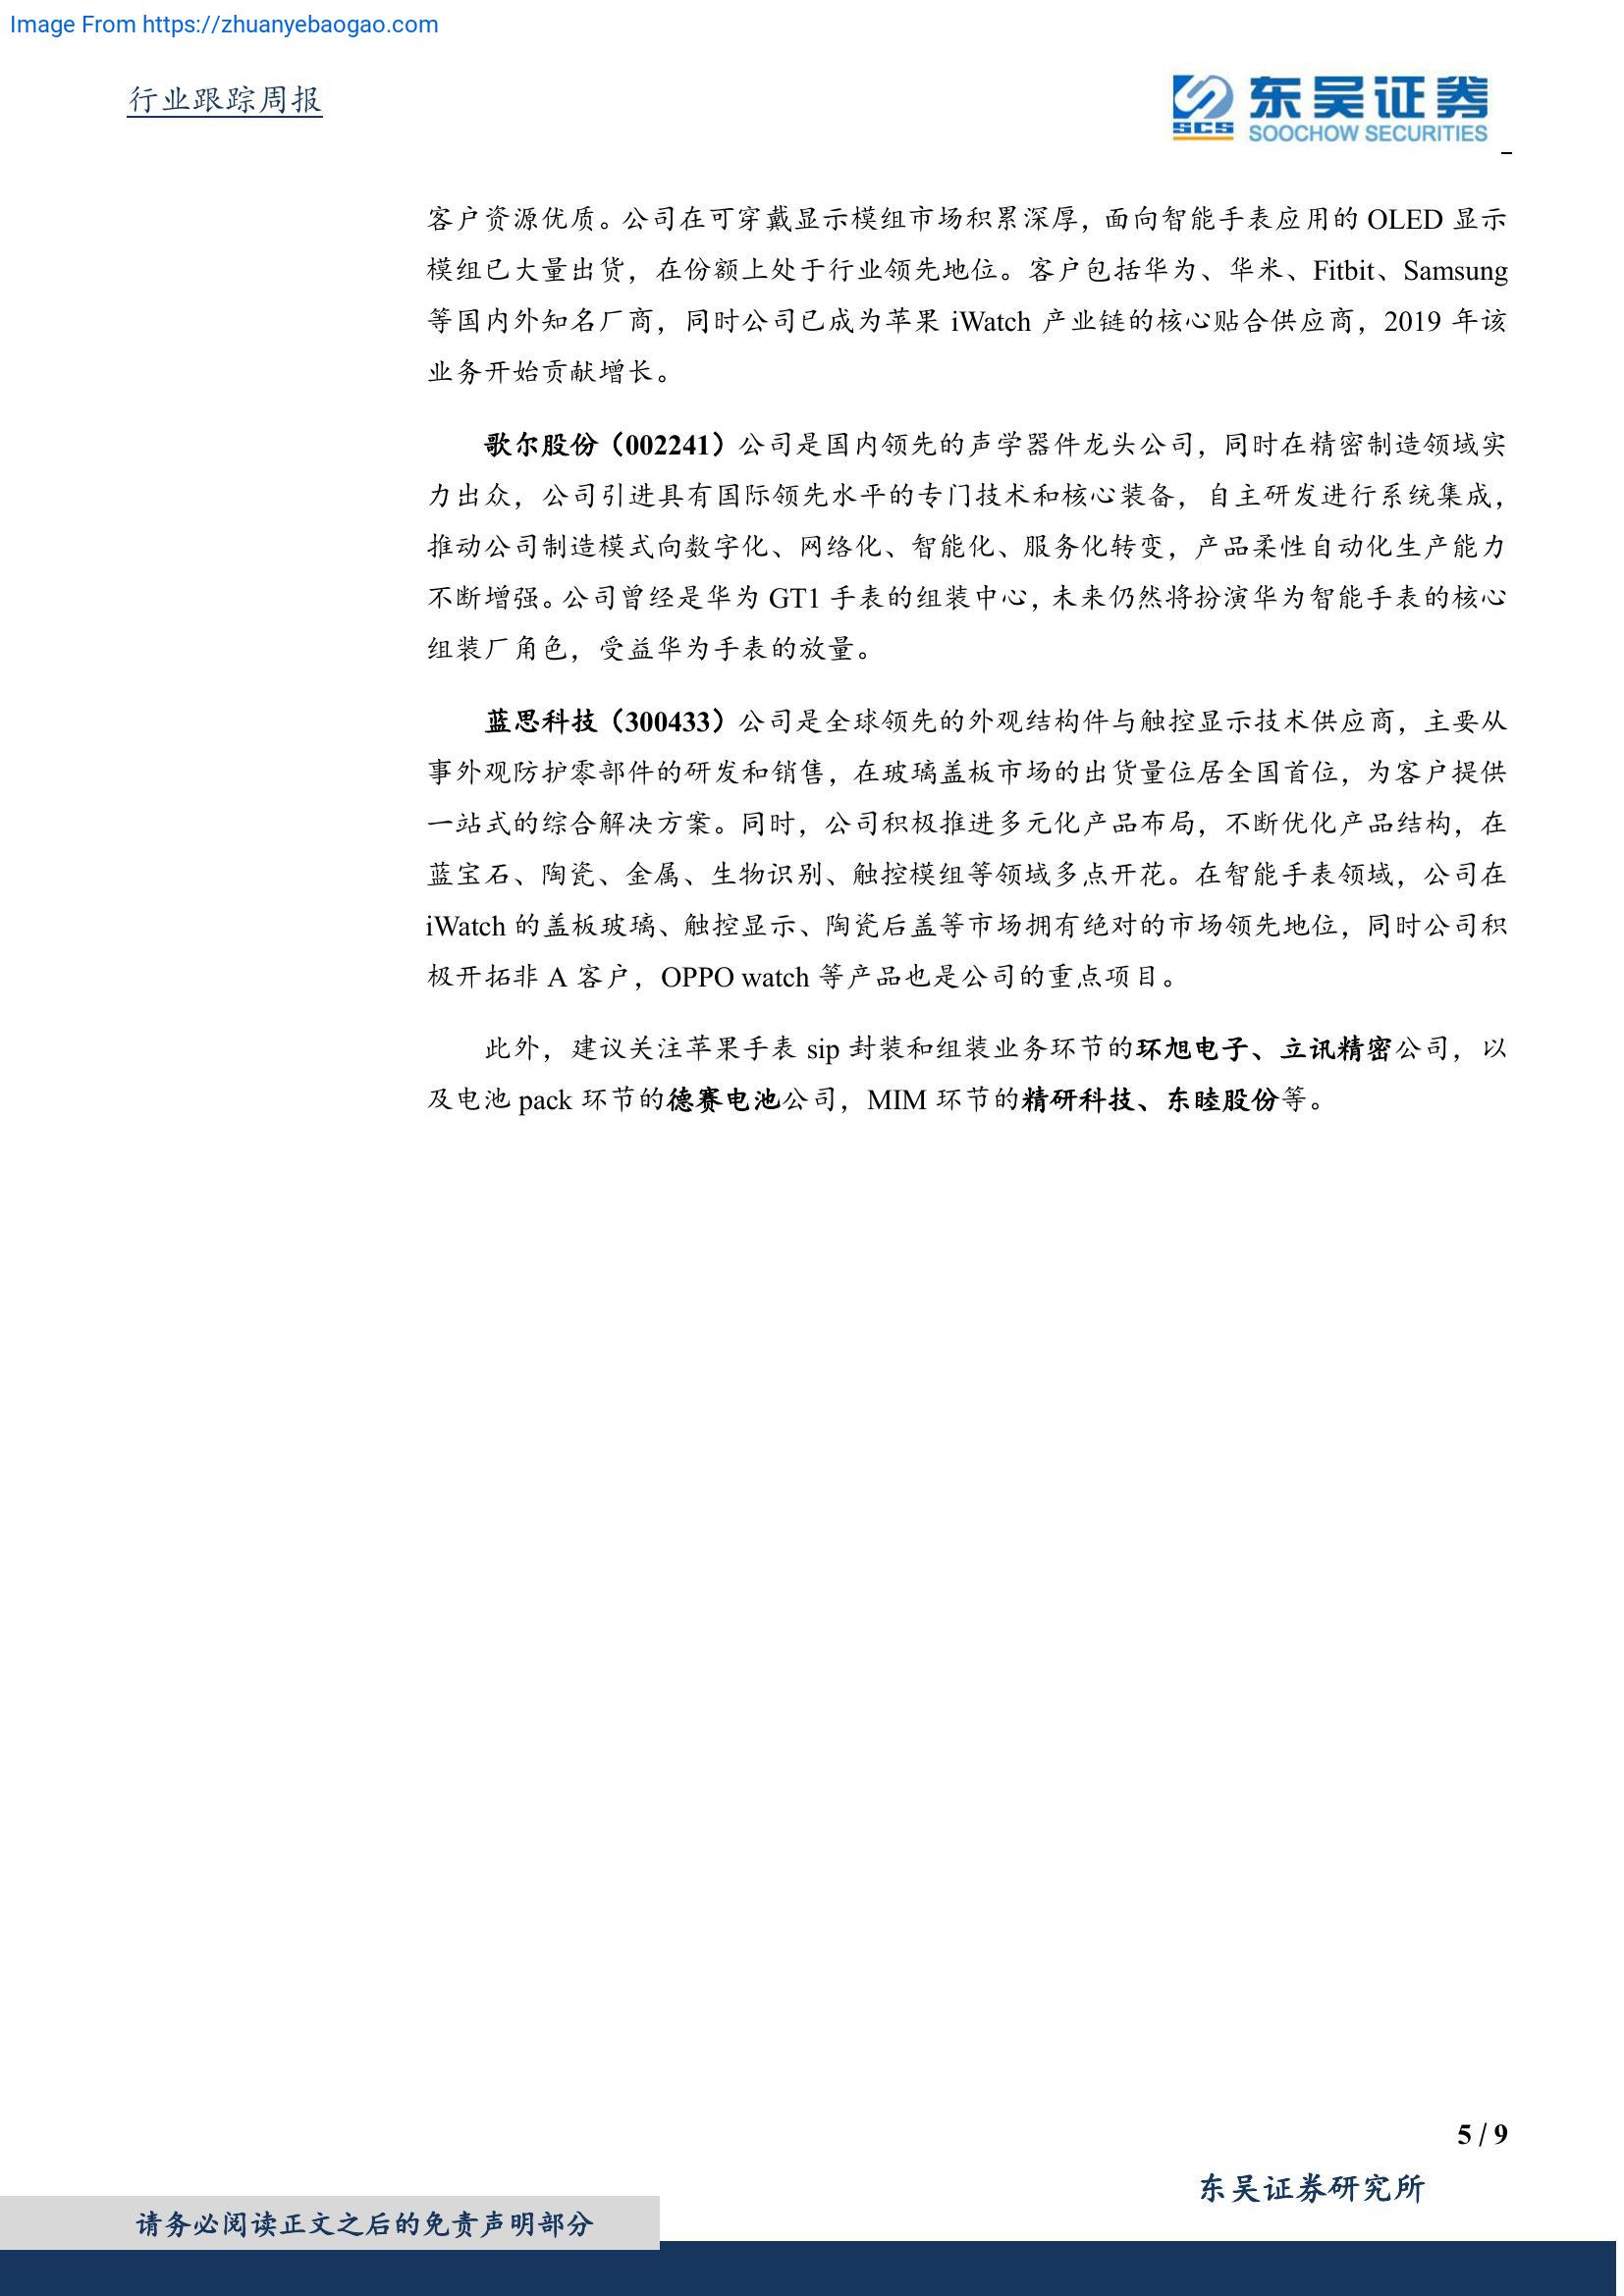 Image From https://zhuanyebaogao.com
行业跟踪周报
SCS
东吴证券
SOOCHOW SECURITIES
客户资源优质。公司在可穿戴显示模组市场积累深厚，面向智能手表应用的 OLED 显示
模组已大量出货，在份额上处于行业领先地位。客户包括华为、华米、Fitbit、Samsung
等国内外知名厂商，同时公司已成为苹果 iWatch 产业链的核心贴合供应商，2019 年该
业务开始贡献增长。
歌尔股份（002241）公司是国内领先的声学器件龙头公司，同时在精密制造领域实
力出众，公司引进具有国际领先水平的专门技术和核心装备，自主研发进行系统集成，
推动公司制造模式向数字化、网络化、智能化、服务化转变，产品柔性自动化生产能力
不断增强。公司曾经是华为 GT1 手表的组装中心，未来仍然将扮演华为智能手表的核心
组装厂角色，受益华为手表的放量。
蓝思科技（300433）公司是全球领先的外观结构件与触控显示技术供应商，主要从
事外观防护零部件的研发和销售，在玻璃盖板市场的出货量位居全国首位，为客户提供
一站式的综合解决方案。同时，公司积极推进多元化产品布局，不断优化产品结构，在
蓝宝石、陶瓷、金属、生物识别、触控模组等领域多点开花。在智能手表领域，公司在
iWatch 的盖板玻璃、触控显示、陶瓷后盖等市场拥有绝对的市场领先地位，同时公司积
极开拓非 A 客户，OPPO watch 等产品也是公司的重点项目。
此外，建议关注苹果手表 sip 封装和组装业务环节的环旭电子、立讯精密公司，以
及电池 pack 环节的德赛电池公司，MIM 环节的精研科技、东睦股份等。
5 / 9
东吴证券研究所
请务必阅读正文之后的免责声明部分